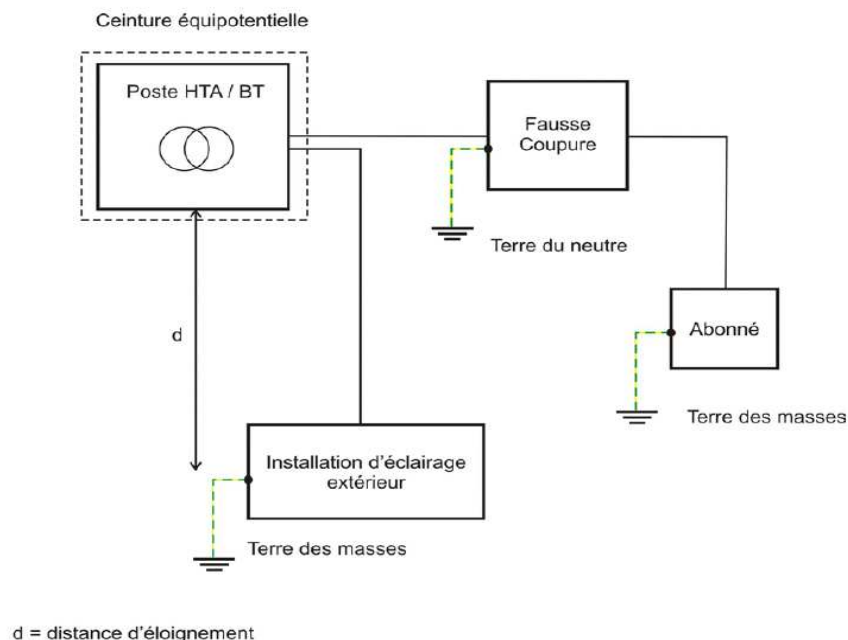 Ceinture équipotentielle
Poste HTA / BT
Fausse
Coupure
Terre du neutre
d
Abonné
Terre des masses
Installation d'éclairage
extérieur
Terre des masses
d = distance d'éloignement